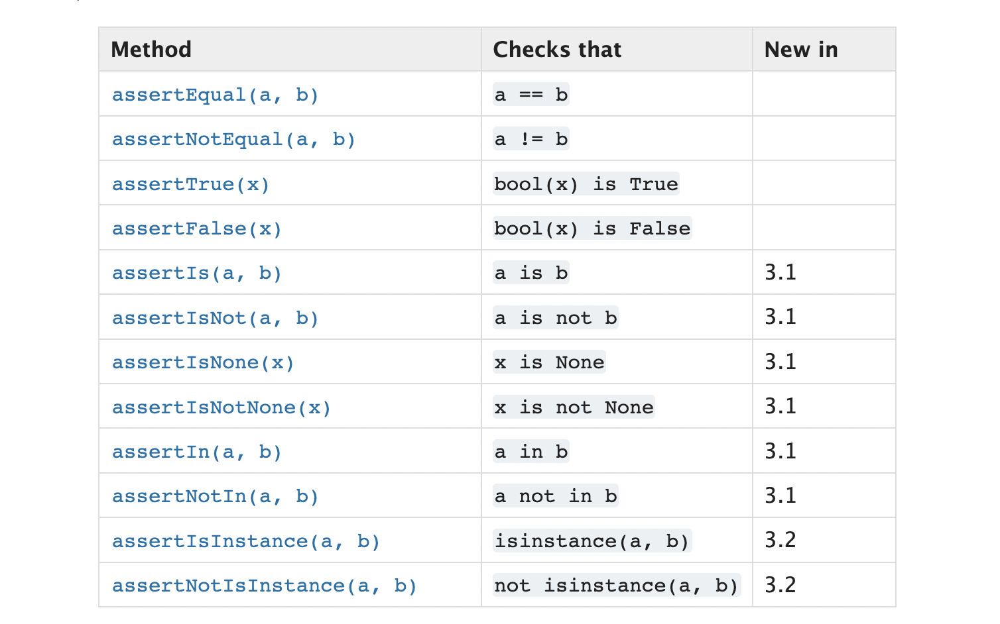 Method Checks that New in
assertEqual(a, b) a == b
assertNotEqual(a, b) a != b
assertTrue(x) bool(x) is True
assertFalse(x) bool(x) is False
assertIs(a, b) a is b 3.1
assertIsNot(a, b) a is not b 3.1
assertIsNone(x) x is None 3.1
assertIsNotNone(x) x is not None 3.1
assertIn(a, b) a in b 3.1
assertNotIn(a, b) a not in b 3.1
assertIsInstance(a, b) isinstance(a, b) 3.2
assertNotIsInstance(a, b) not isinstance(a, b) 3.2